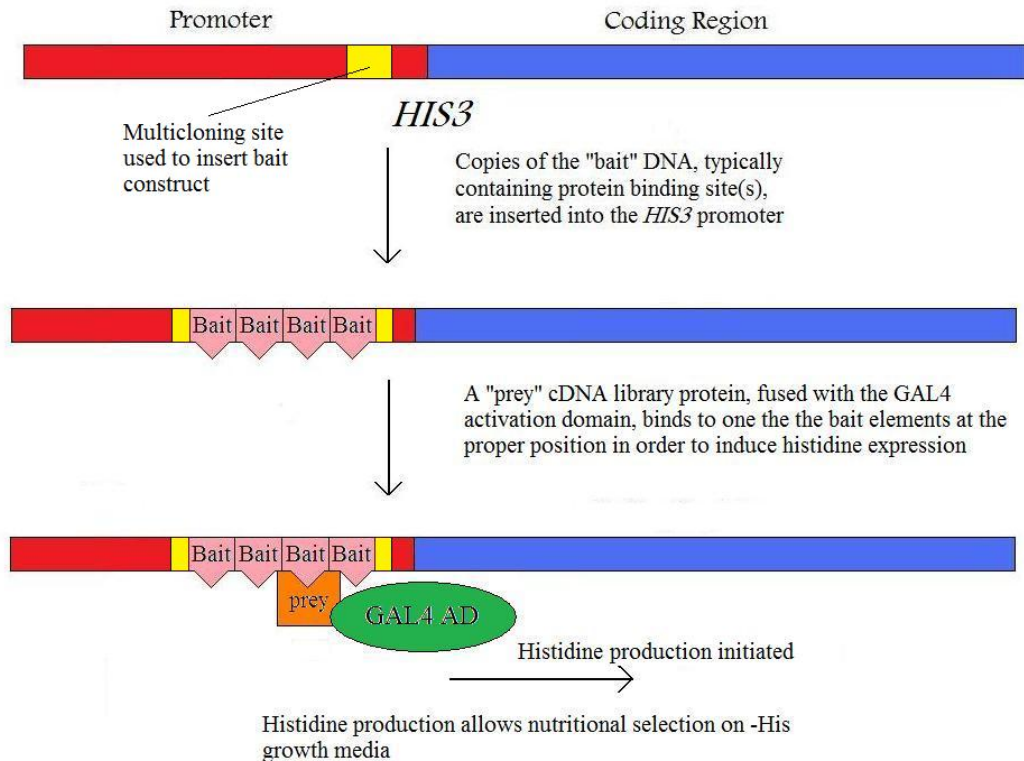 Promoter
Coding Region
Multicloning site
used to insert bait
construct
HIS3
Copies of the "bait" DNA, typically
containing protein binding site(s),
are inserted into the HIS3 promoter
Bait Bait Bait Bait
A "prey" cDNA library protein, fused with the GAL4
activation domain, binds to one the the bait elements at the
proper position in order to induce histidine expression
Bait Bait Bait Bait
prey
GAL4 AD
Histidine production initiated
Histidine production allows nutritional selection on -His
growth media